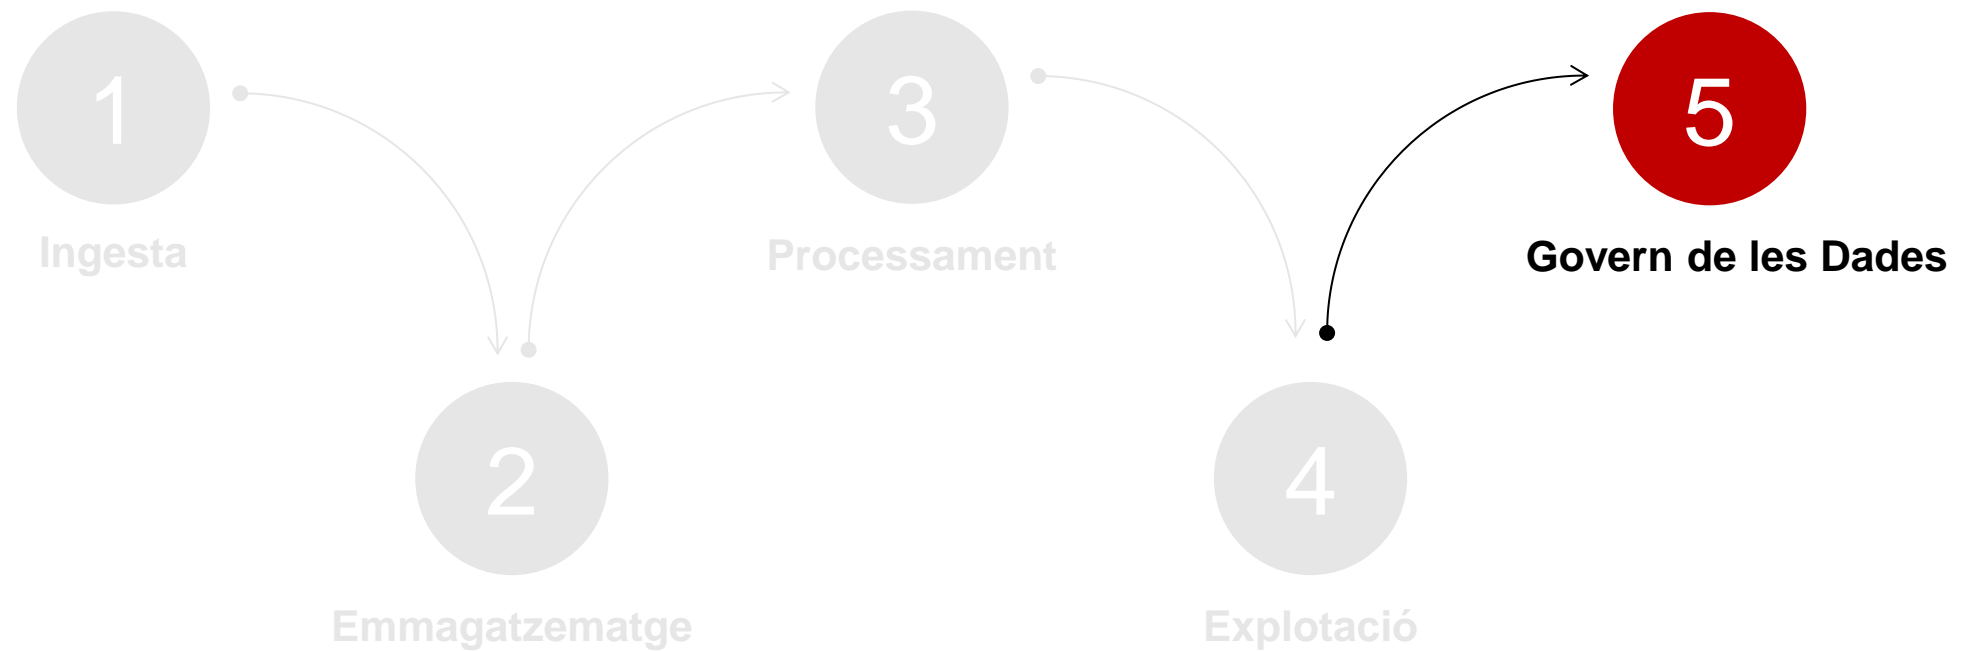 1
Ingesta
2
Emmagatzematge
3
Processament
4
Explotació
5
Govern de les Dades